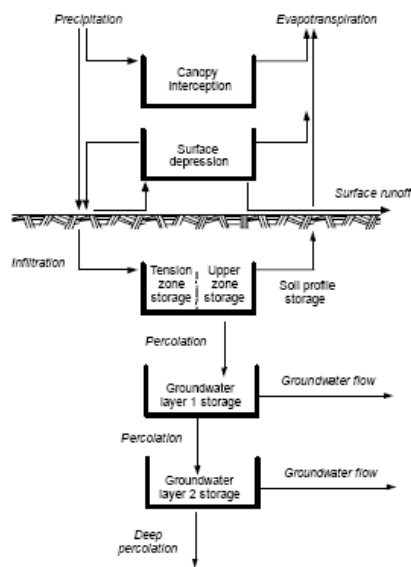 Precipitation
Evapotranspiration
Canopy
Interception
Surface
depression
Surface runoff
Infiltration
Tension
zone
storage
Upper
zone
storage
Soil profile
storage
Percolation
Groundwater
layer 1 storage
Groundwater flow
Percolation
Groundwater
layer 2 storage
Groundwater flow
Deep
percolation